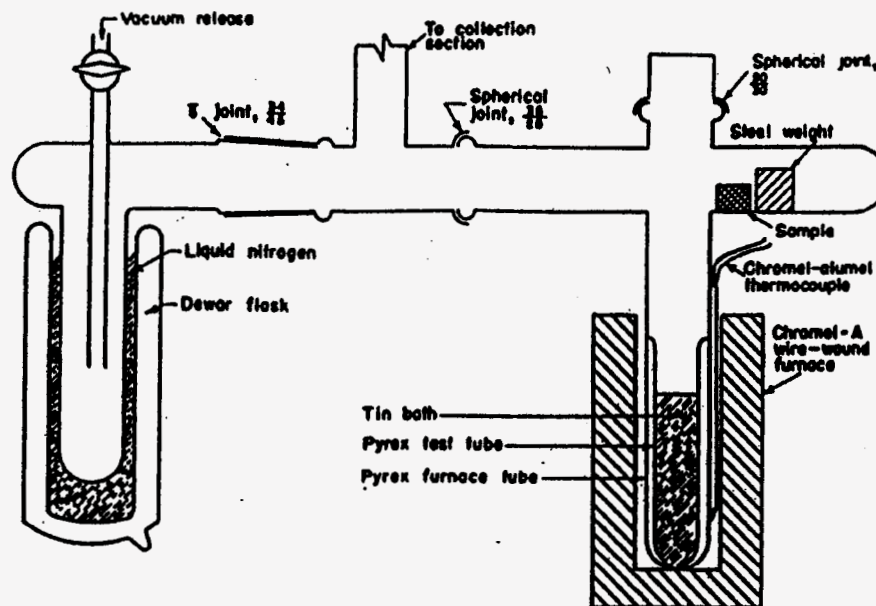 Vacuum release
To collection
section
Spherical joint,
Spherical
joint,
joint,
Steel weight
Sample
Liquid nitrogen
Chromel-alumel
thermocouple
Dewar flask
Chromel-A
wire-wound
furnace
Tin bath
Pyrex test tube
Pyrex furnace tube